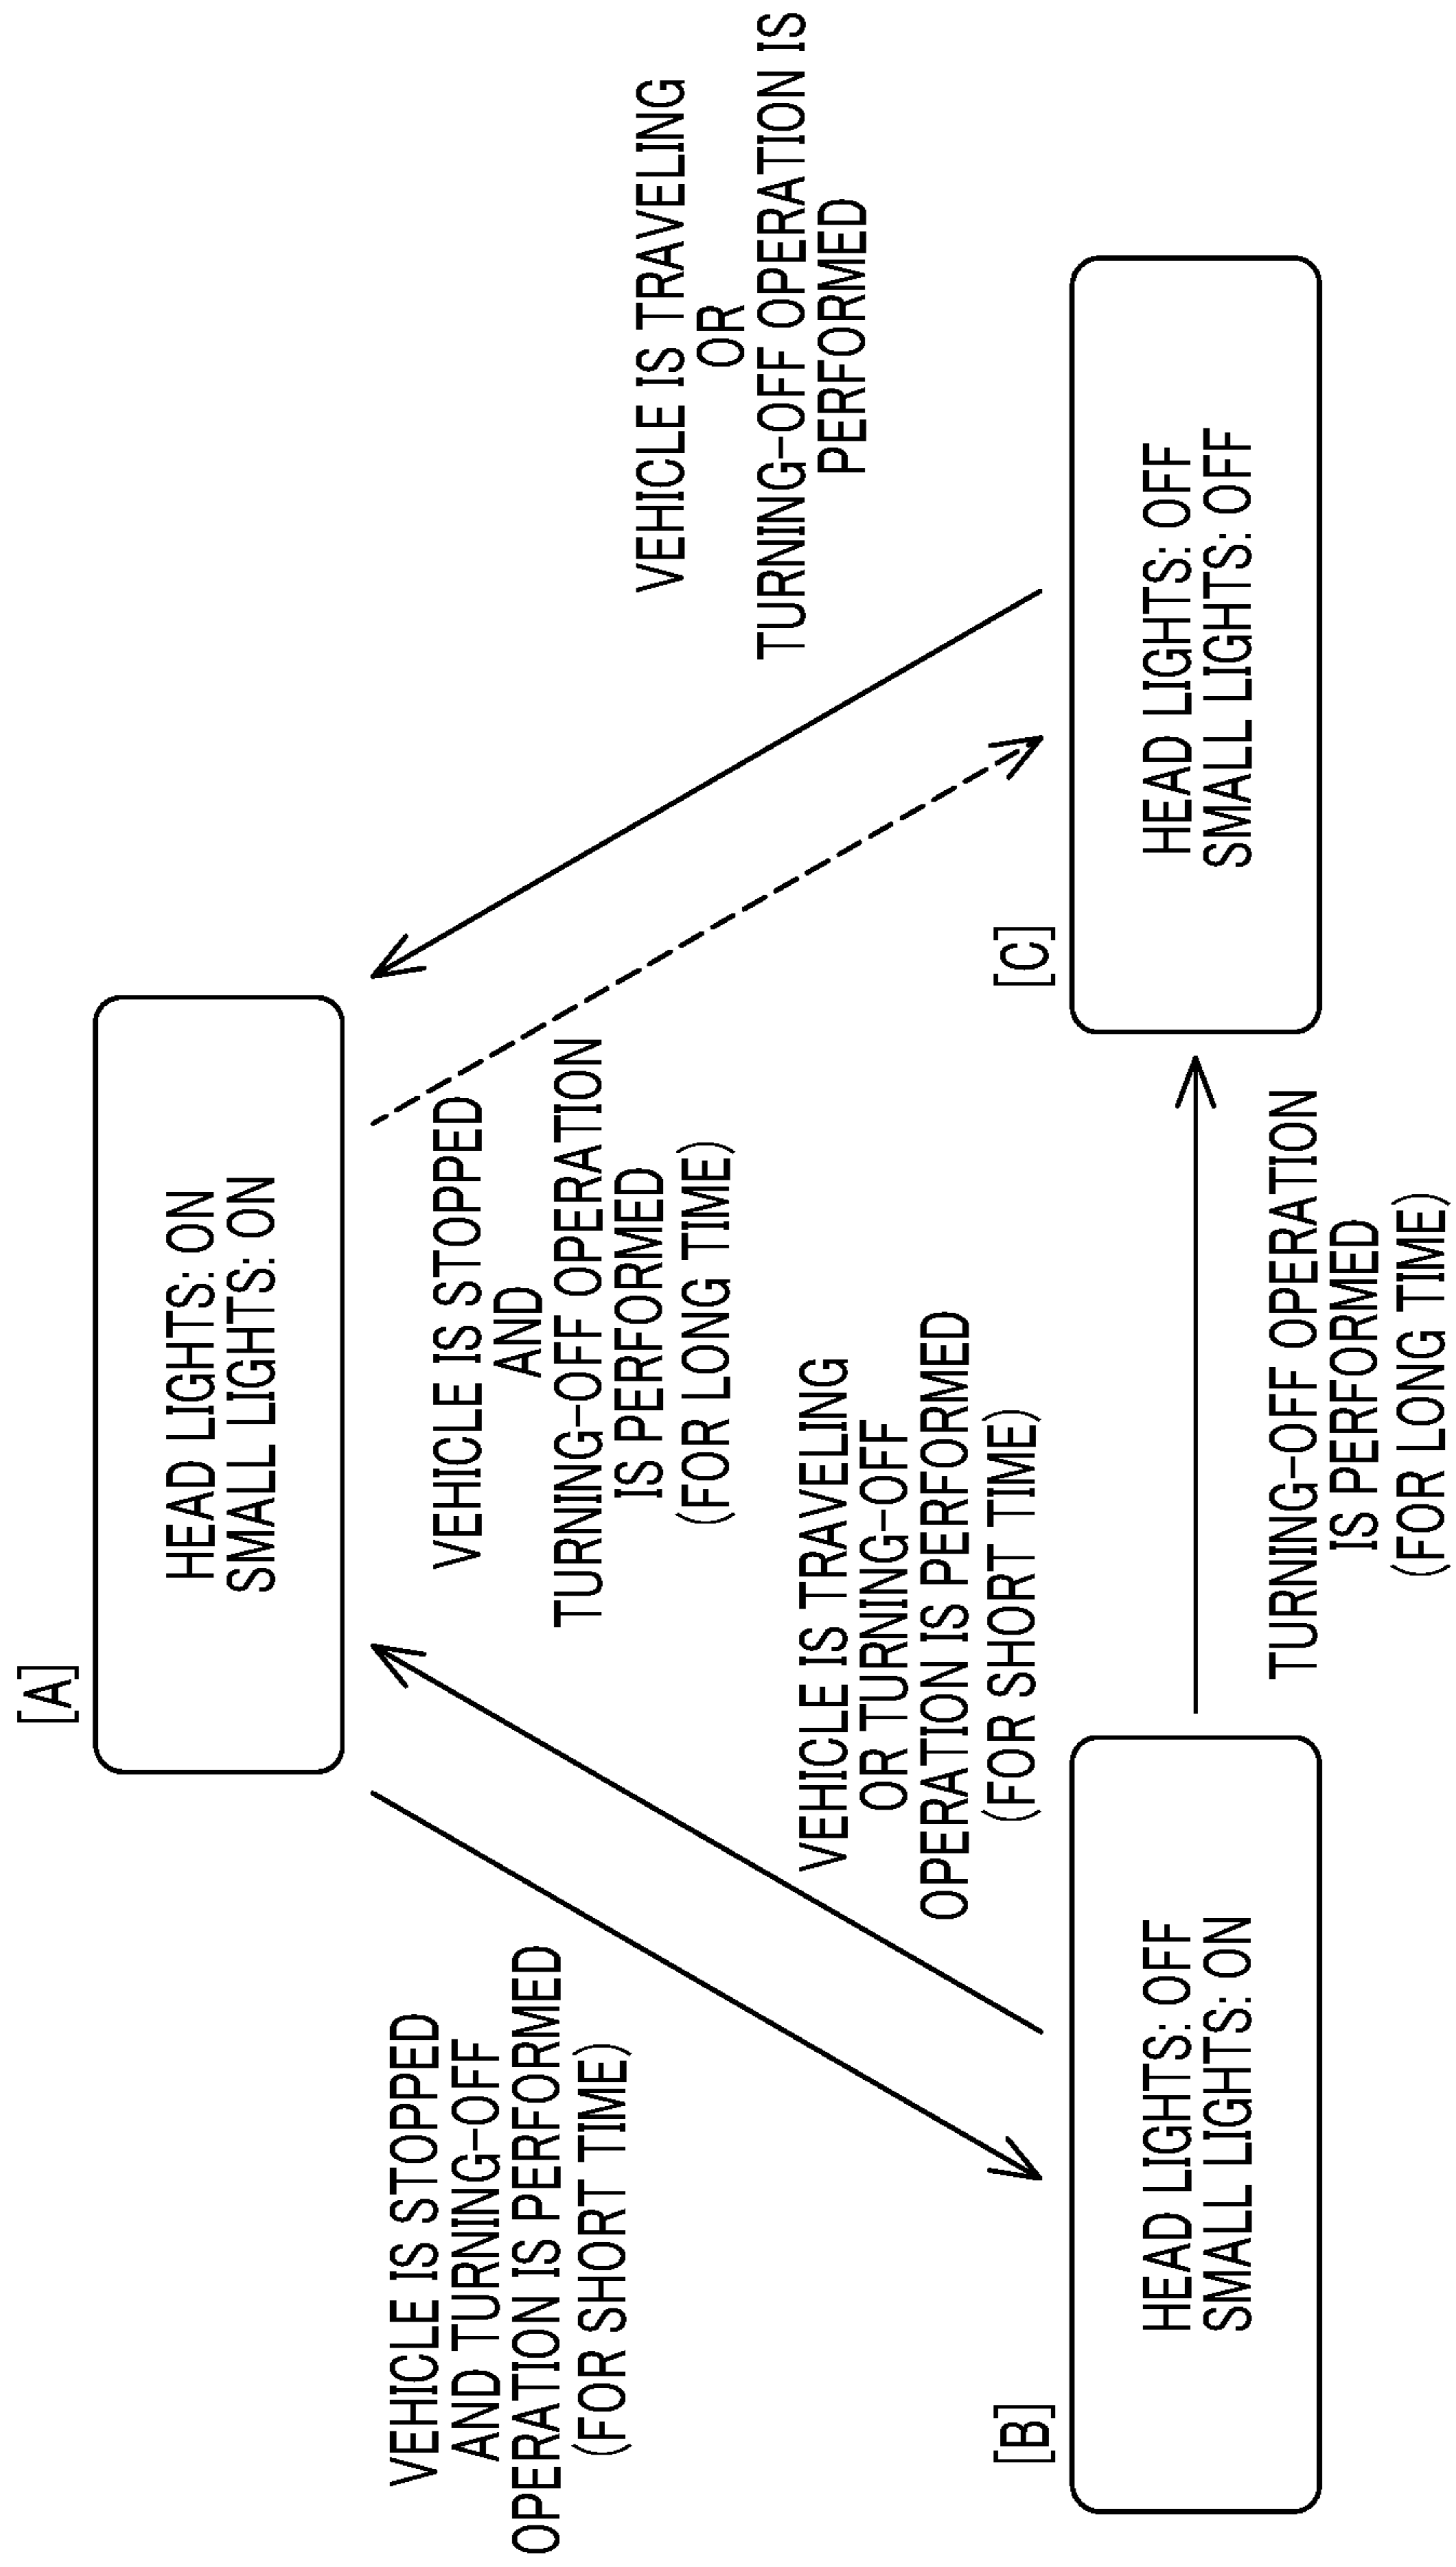 [A]
HEAD LIGHTS: ON
SMALL LIGHTS: ON
VEHICLE IS STOPPED
AND TURNING-OFF
OPERATION IS PERFORMED
(FOR SHORT TIME)
VEHICLE IS STOPPED
AND
TURNING-OFF OPERATION
IS PERFORMED
(FOR LONG TIME)
VEHICLE IS TRAVELING
OR
TURNING-OFF OPERATION IS
PERFORMED
VEHICLE IS TRAVELING
OR TURNING-OFF
OPERATION IS PERFORMED
(FOR SHORT TIME)
[B]
HEAD LIGHTS: OFF
SMALL LIGHTS: ON
TURNING-OFF OPERATION
IS PERFORMED
(FOR LONG TIME)
[C]
HEAD LIGHTS: OFF
SMALL LIGHTS: OFF